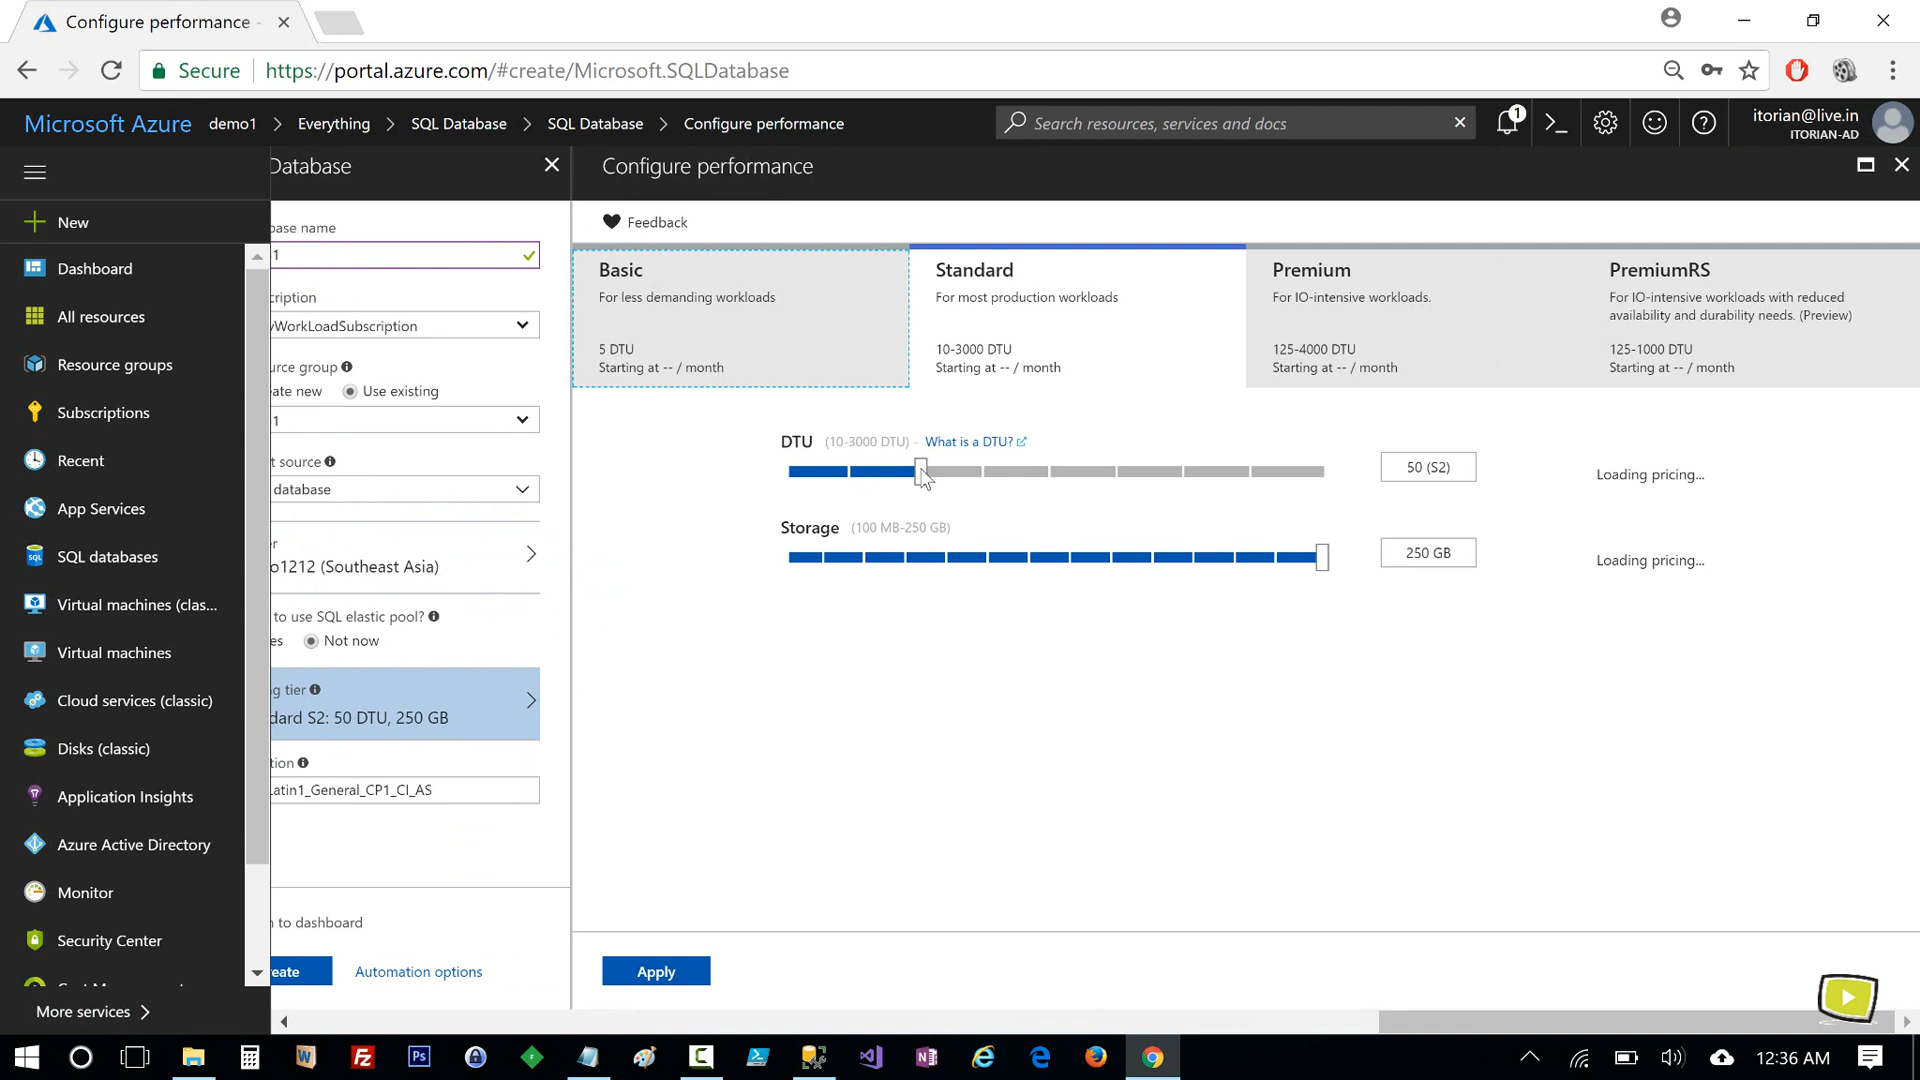 Configure performance -
Secure
https://portal.azure.com/#create/Microsoft.SQLDatabase
Microsoft Azure demo1 Everything SQL Database SQL Database Configure performance
Search resources, services and docs
1
itorian@live.in
ITORIAN-AD
Database
Configure performance
New
Dashboard
All resources
Resource groups
Subscriptions
Recent
App Services
SQL databases
Virtual machines (clas...
Virtual machines
Cloud services (classic)
Disks (classic)
Application Insights
Azure Active Directory
Monitor
Security Center
More services
base name
1
cription
WorkLoadSubscription
urce group
ate new Use existing
1
t source
database
er
o1212 (Southeast Asia)
to use SQL elastic pool?
es Not now
g tier
dard S2: 50 DTU, 250 GB
tion
Latin1_General_CP1_CI_AS
to dashboard
reate Automation options
Feedback
Basic
For less demanding workloads
5 DTU
Starting at -- / month
Standard
For most production workloads
10-3000 DTU
Starting at -- / month
Premium
For IO-intensive workloads.
125-4000 DTU
Starting at -- / month
PremiumRS
For IO-intensive workloads with reduced
availability and durability needs. (Preview)
125-1000 DTU
Starting at -- / month
DTU (10-3000 DTU) - What is a DTU?
50 (S2)
Loading pricing...
Storage (100 MB-250 GB)
250 GB
Loading pricing...
Apply
12:36 AM